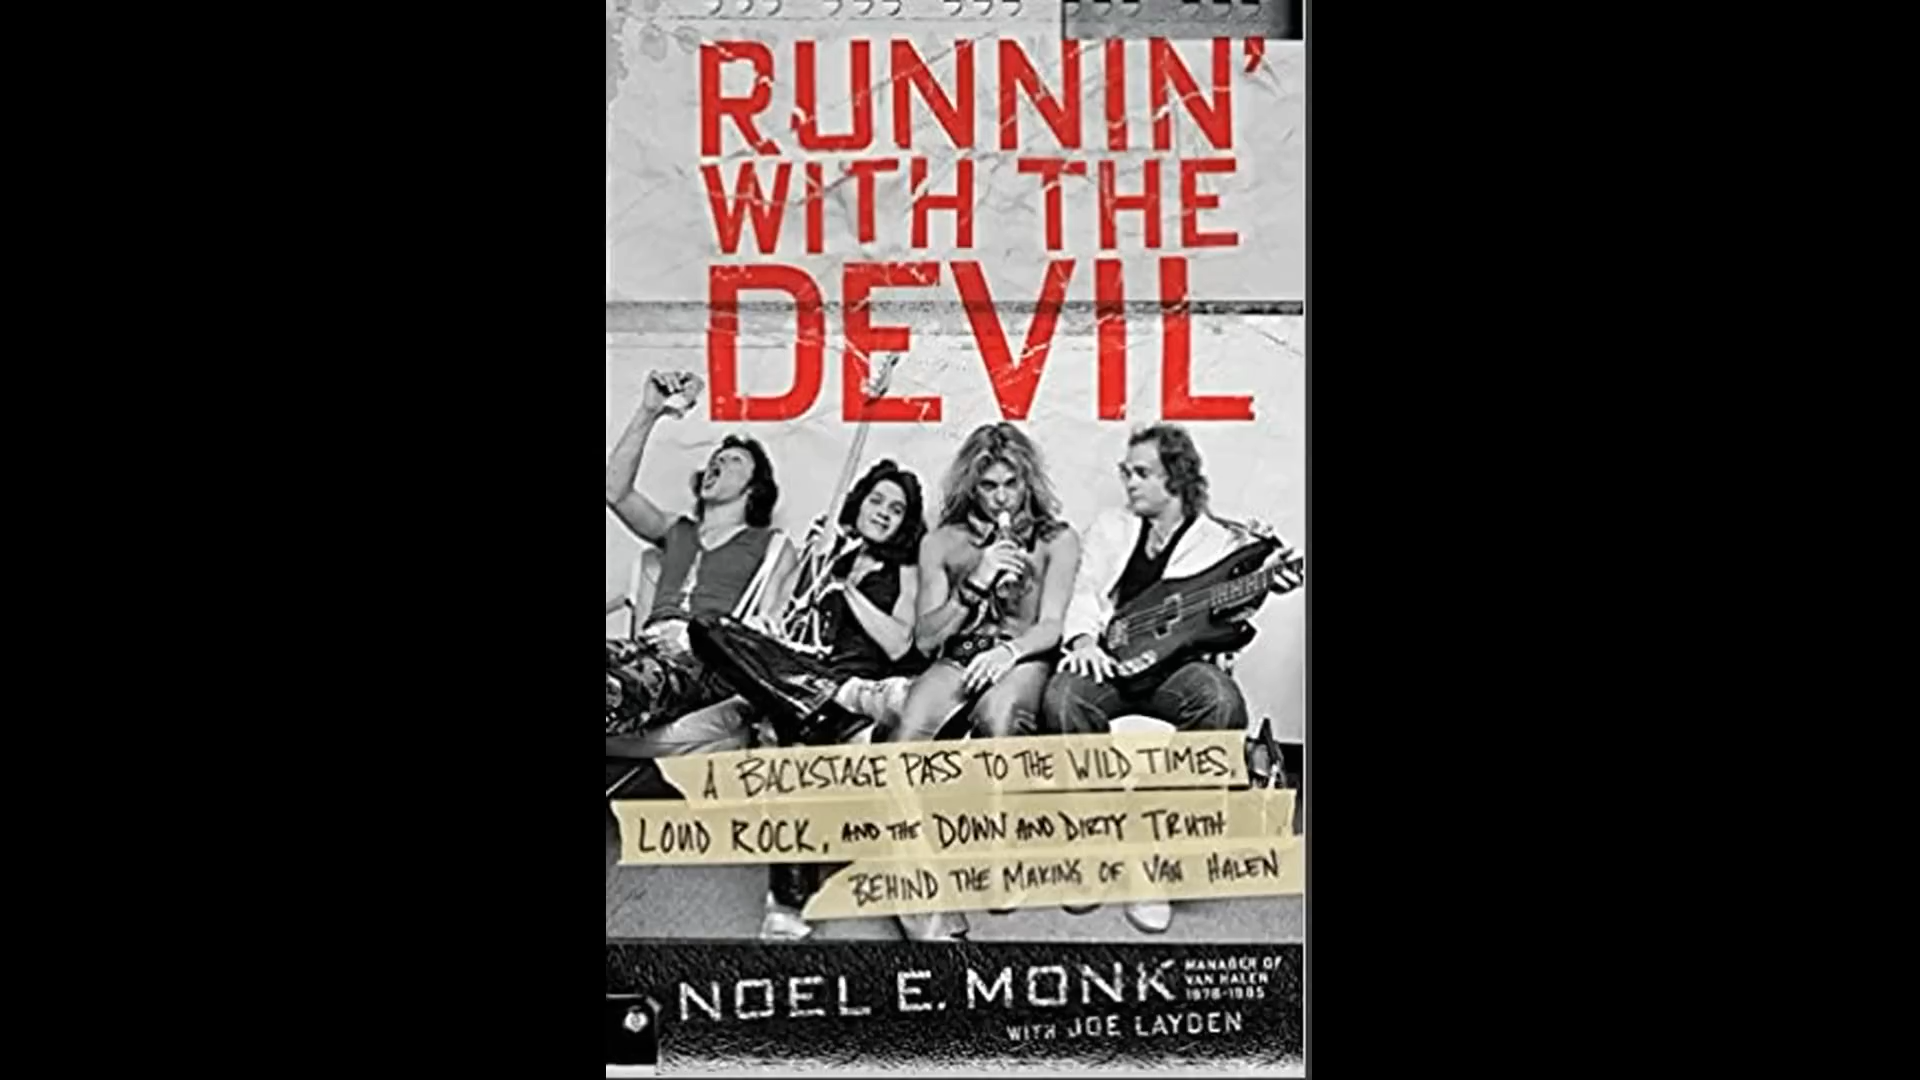 RUNNIN'
WITH THE
DEVIL
A BACKSTAGE PASS TO THE WILD TIMES,
LOUD ROCK, AND THE DOWN AND DIRTY TRUTH
BEHIND THE MAKING OF VAN HALEN
NOEL E. MONK
MANAGER OF
VAN HALEN
1978-1985
WITH JOE LAYDEN